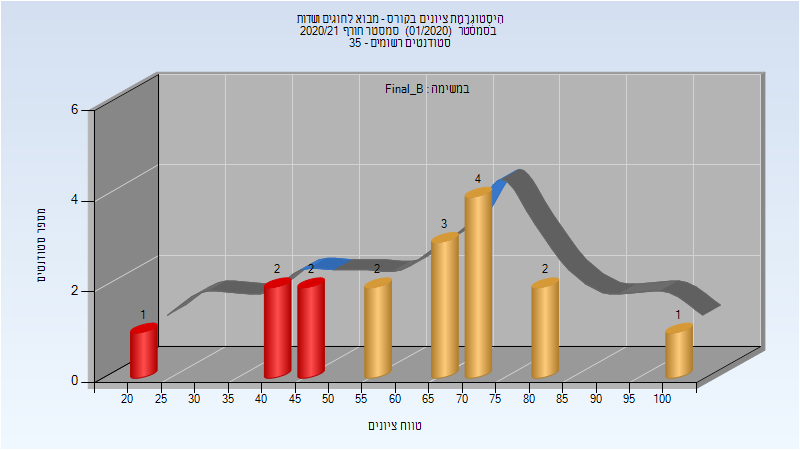 היסטוגרמת ציונים בקורס - מבוא לחוגים ושדות
בסמסטר (01/2020) סמסטר חורף 2020/21
סטודנטים רשומים - 35
במשימה : Final_B
מספר סטודנטים
6
4
2
0
1
2
2
2
3
4
2
1
20 25 30 35 40 45 50 55 60 65 70 75 80 85 90 95 100
טווח ציונים